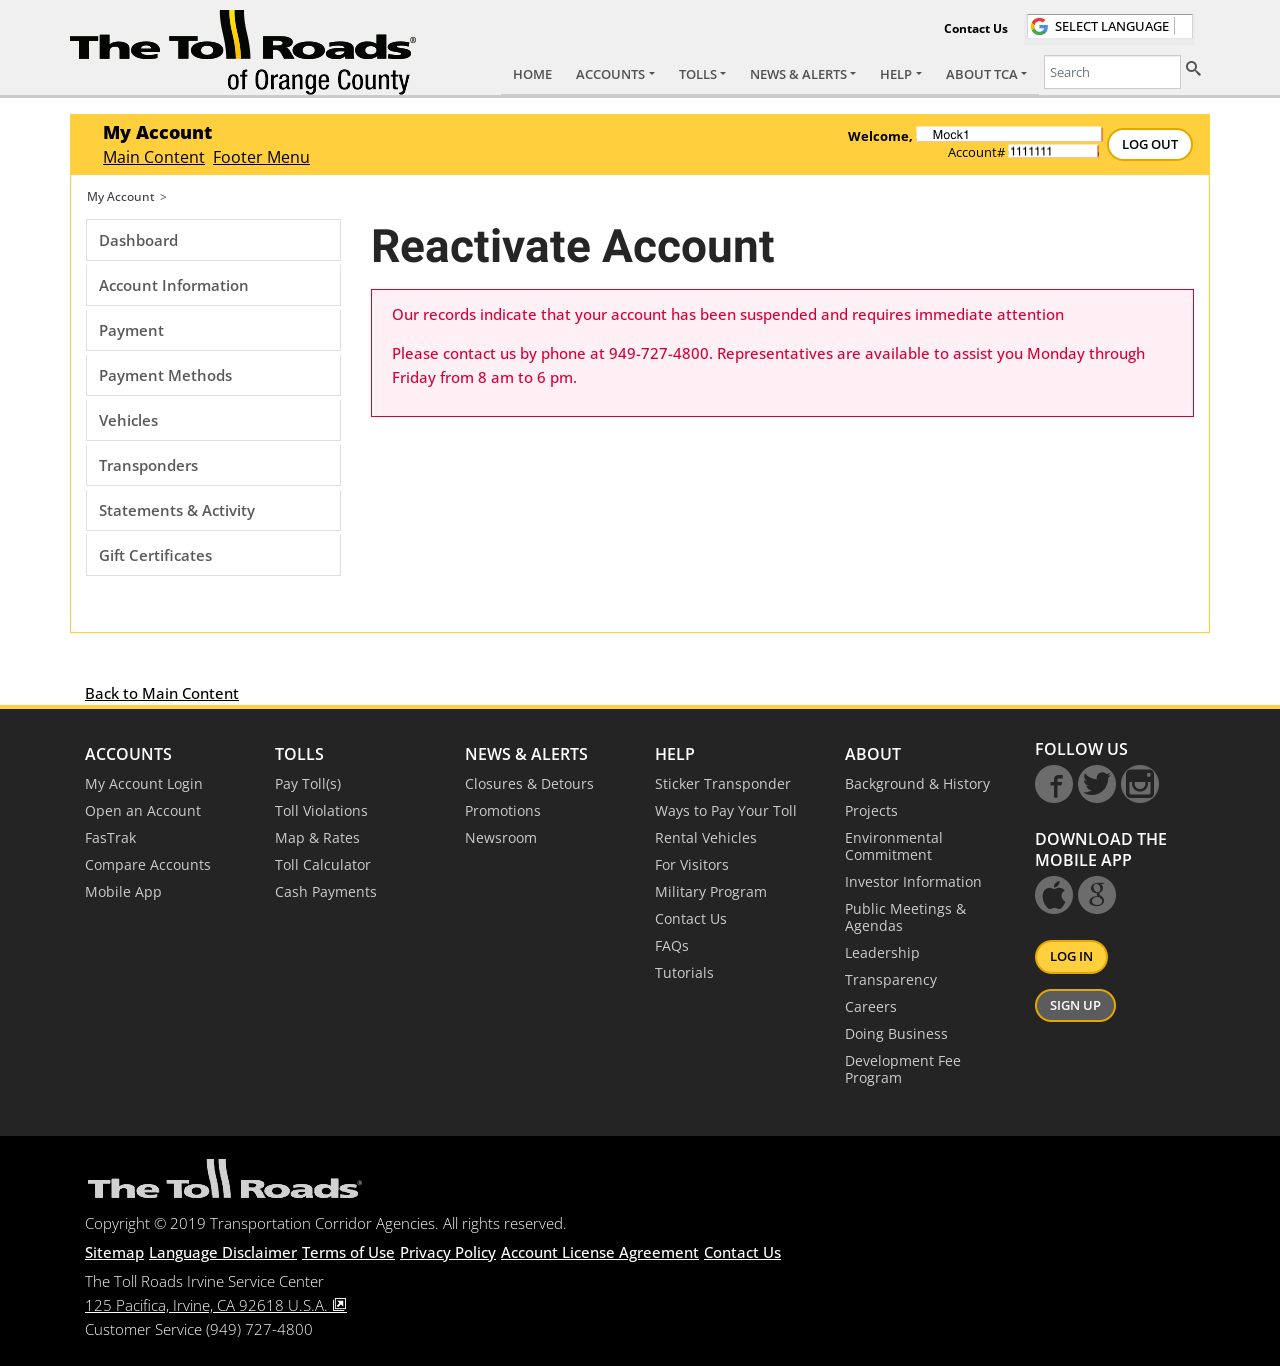 The Toll Roads®
of Orange County
Contact Us
SELECT LANGUAGE
HOME ACCOUNTS TOLLS NEWS & ALERTS HELP ABOUT TCA
Search
My Account
Main Content Footer Menu
Welcome, Mock1
Account# 1111111
LOG OUT
My Account >
Dashboard
Account Information
Payment
Payment Methods
Vehicles
Transponders
Statements & Activity
Gift Certificates
Reactivate Account
Our records indicate that your account has been suspended and requires immediate attention
Please contact us by phone at 949-727-4800. Representatives are available to assist you Monday through
Friday from 8 am to 6 pm.
Back to Main Content
ACCOUNTS
My Account Login
Open an Account
FasTrak
Compare Accounts
Mobile App
TOLLS
Pay Toll(s)
Toll Violations
Map & Rates
Toll Calculator
Cash Payments
NEWS & ALERTS
Closures & Detours
Promotions
Newsroom
HELP
Sticker Transponder
Ways to Pay Your Toll
Rental Vehicles
For Visitors
Military Program
Contact Us
FAQs
Tutorials
ABOUT
Background & History
Projects
Environmental
Commitment
Investor Information
Public Meetings &
Agendas
Leadership
Transparency
Careers
Doing Business
Development Fee
Program
FOLLOW US
DOWNLOAD THE
MOBILE APP
LOG IN
SIGN UP
The Toll Roads®
Copyright © 2019 Transportation Corridor Agencies. All rights reserved.
Sitemap Language Disclaimer Terms of Use Privacy Policy Account License Agreement Contact Us
The Toll Roads Irvine Service Center
125 Pacifica, Irvine, CA 92618 U.S.A.
Customer Service (949) 727-4800